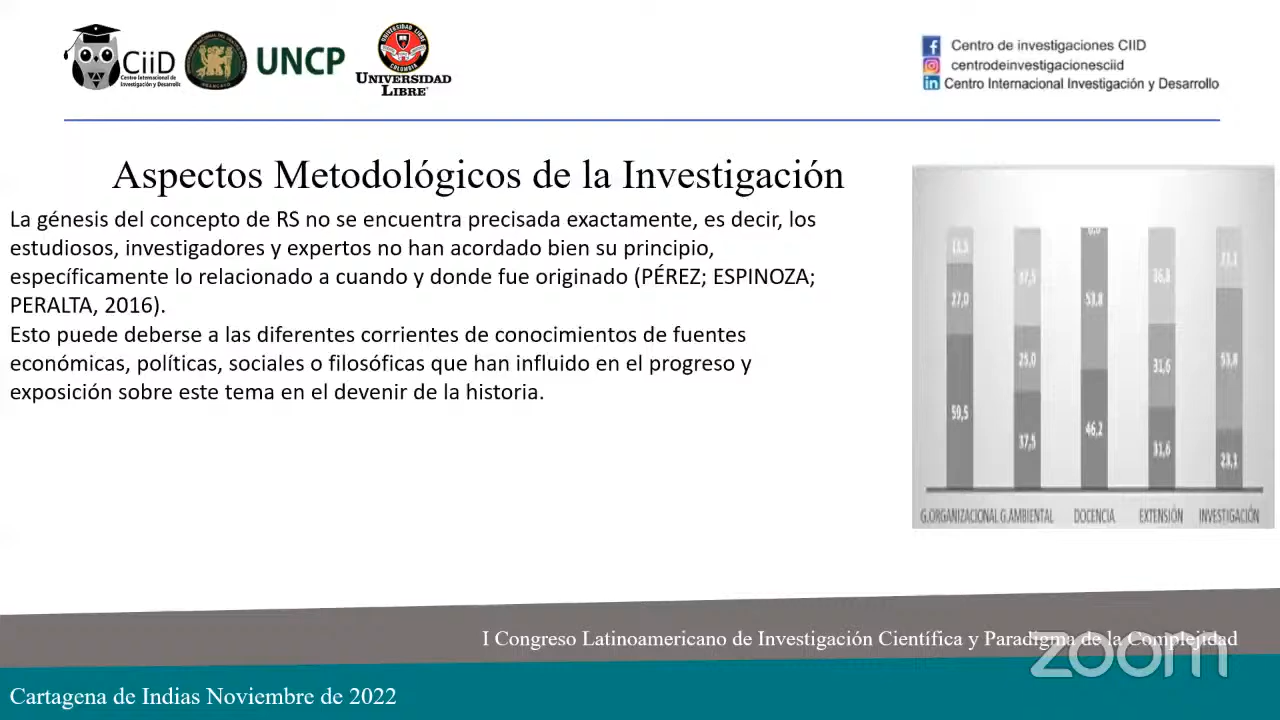 CiiD
Centro Internacional de
Investigación y Desarrollo
UNCP
UNIVERSIDAD
LIBRE
Centro de investigaciones CIID
centrodeinvestigacionesciid
Centro Internacional Investigación y Desarrollo
Aspectos Metodológicos de la Investigación
La génesis del concepto de RS no se encuentra precisada exactamente, es decir, los
estudiosos, investigadores y expertos no han acordado bien su principio,
específicamente lo relacionado a cuando y donde fue originado (PÉREZ; ESPINOZA;
PERALTA, 2016).
Esto puede deberse a las diferentes corrientes de conocimientos de fuentes
económicas, políticas, sociales o filosóficas que han influido en el progreso y
exposición sobre este tema en el devenir de la historia.
27,0
59,5
37,5
25,0
37,5
53,8
46,2
36,8
31,6
31,6
53,8
23,1
G.ORGANIZACIONAL G.AMBIENTAL DOCENCIA EXTENSIÓN INVESTIGACIÓN
I Congreso Latinoamericano de Investigación Científica y Paradigma de la Complejidad
zoom
Cartagena de Indias Noviembre de 2022